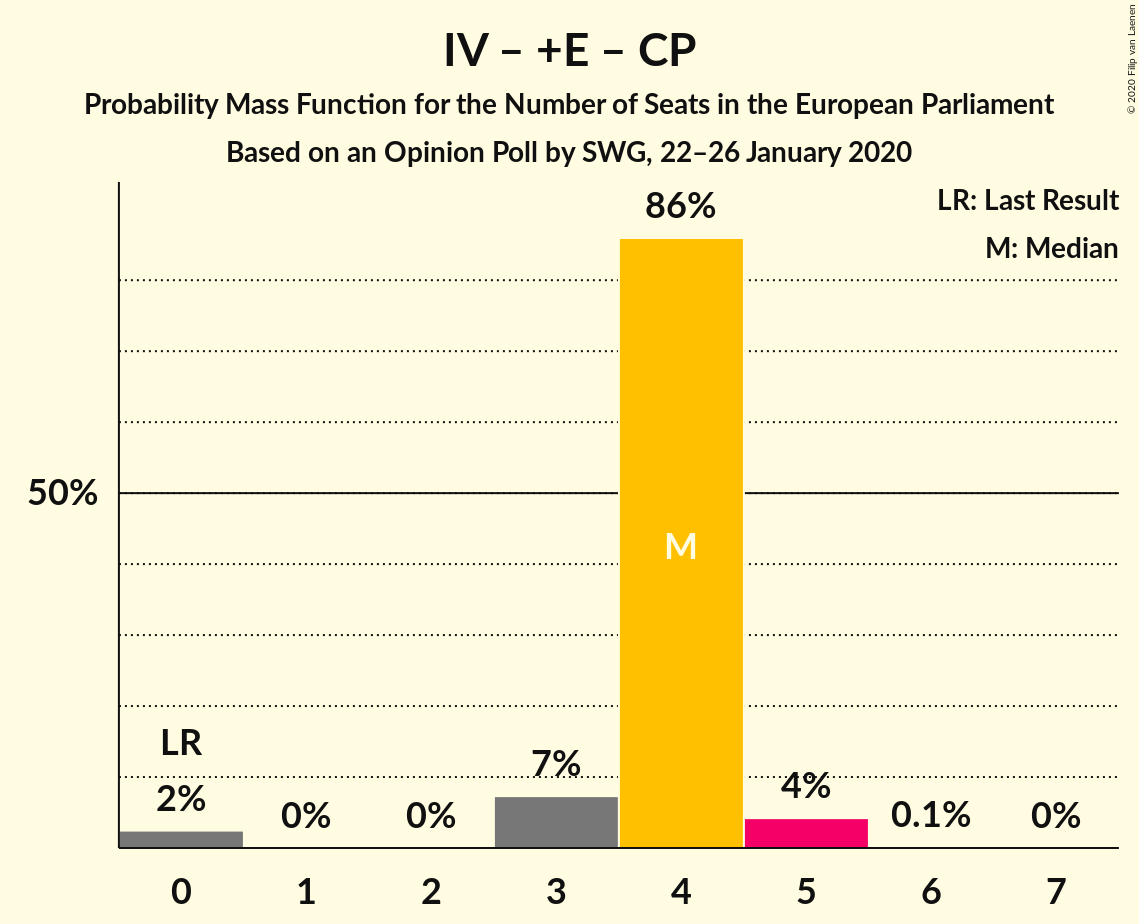 IV – +E – CP
Probability Mass Function for the Number of Seats in the European Parliament
Based on an Opinion Poll by SWG, 22–26 January 2020
© 2020 Filip van Laenen
LR: Last Result
M: Median
86%
50%
M
LR
2%
0%
0%
7%
4%
0.1%
0%
0
1
2
3
4
5
6
7